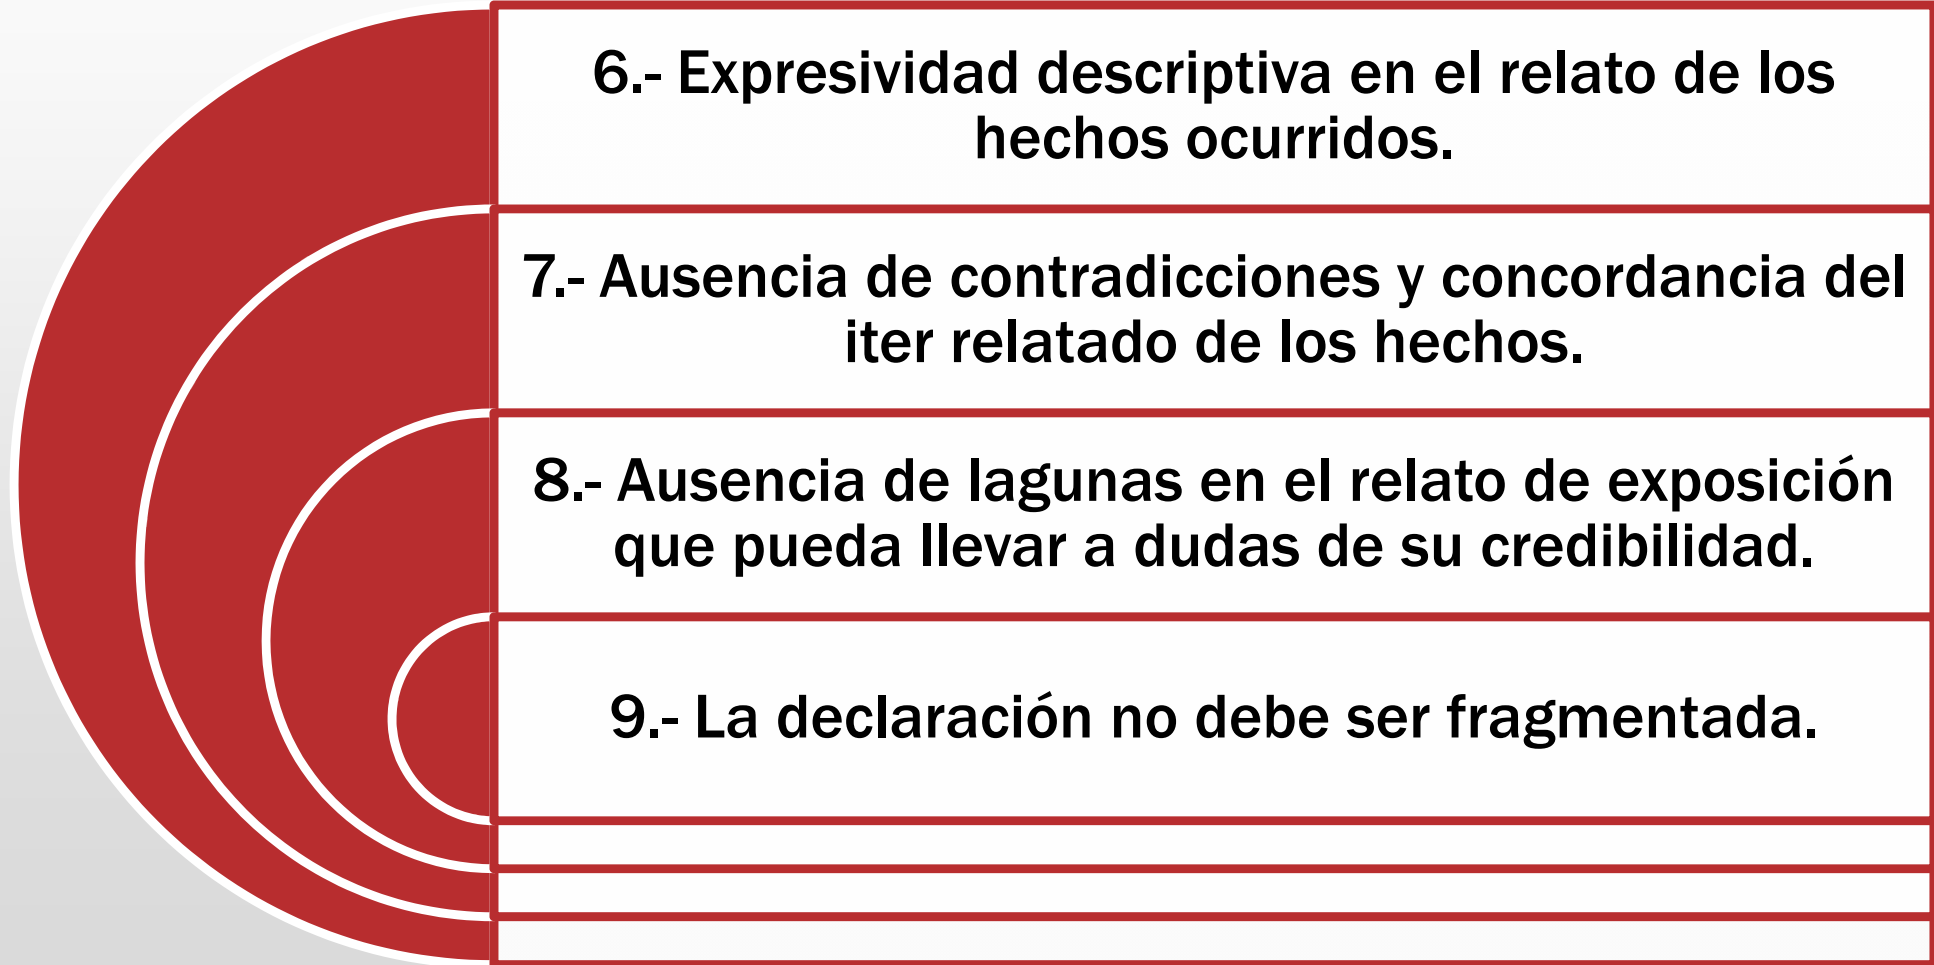 6.- Expresividad descriptiva en el relato de los
hechos ocurridos.
7.- Ausencia de contradicciones y concordancia del
iter relatado de los hechos.
8.- Ausencia de lagunas en el relato de exposición
que pueda llevar a dudas de su credibilidad.
9.- La declaración no debe ser fragmentada.